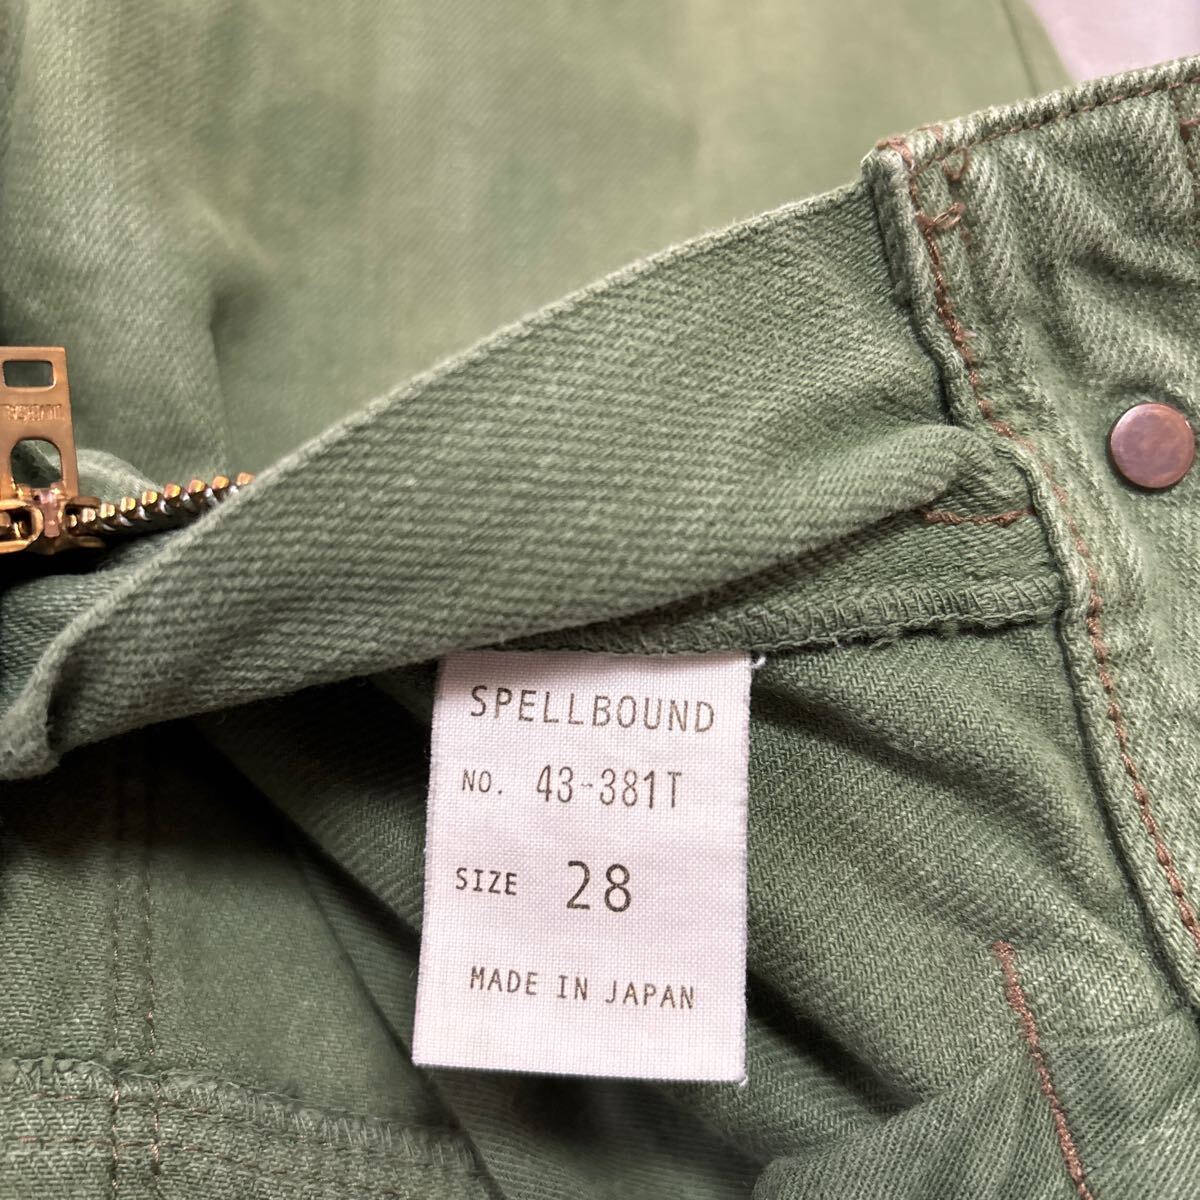 SPELLBOUND
NO. 43-381T
SIZE 28
MADE IN JAPAN